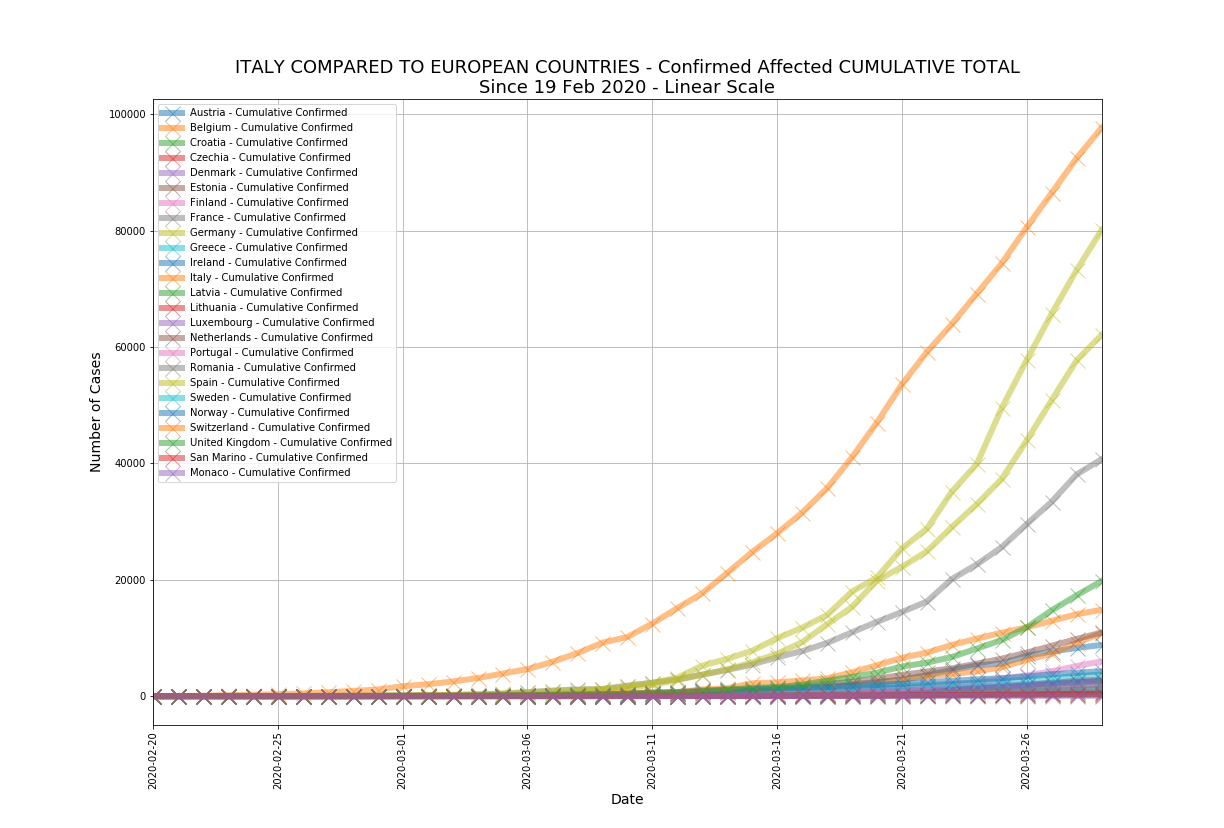 ITALY COMPARED TO EUROPEAN COUNTRIES - Confirmed Affected CUMULATIVE TOTAL
Since 19 Feb 2020 - Linear Scale
Number of Cases
100000
80000
60000
40000
20000
0
Austria - Cumulative Confirmed
Belgium - Cumulative Confirmed
Croatia - Cumulative Confirmed
Czechia - Cumulative Confirmed
Denmark - Cumulative Confirmed
Estonia - Cumulative Confirmed
Finland - Cumulative Confirmed
France - Cumulative Confirmed
Germany - Cumulative Confirmed
Greece - Cumulative Confirmed
Ireland - Cumulative Confirmed
Italy - Cumulative Confirmed
Latvia - Cumulative Confirmed
Lithuania - Cumulative Confirmed
Luxembourg - Cumulative Confirmed
Netherlands - Cumulative Confirmed
Portugal - Cumulative Confirmed
Romania - Cumulative Confirmed
Spain - Cumulative Confirmed
Sweden - Cumulative Confirmed
Norway - Cumulative Confirmed
Switzerland - Cumulative Confirmed
United Kingdom - Cumulative Confirmed
San Marino - Cumulative Confirmed
Monaco - Cumulative Confirmed
2020-02-20
2020-02-25
2020-03-01
2020-03-06
2020-03-11
2020-03-16
2020-03-21
2020-03-26
Date